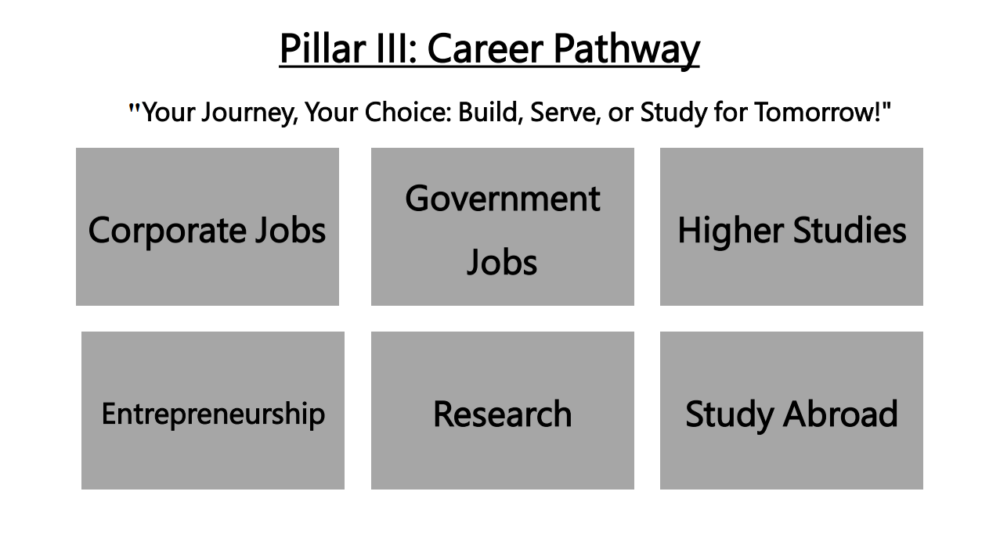 Pillar III: Career Pathway
"Your Journey, Your Choice: Build, Serve, or Study for Tomorrow!"
Corporate Jobs
Government
Jobs
Higher Studies
Entrepreneurship
Research
Study Abroad